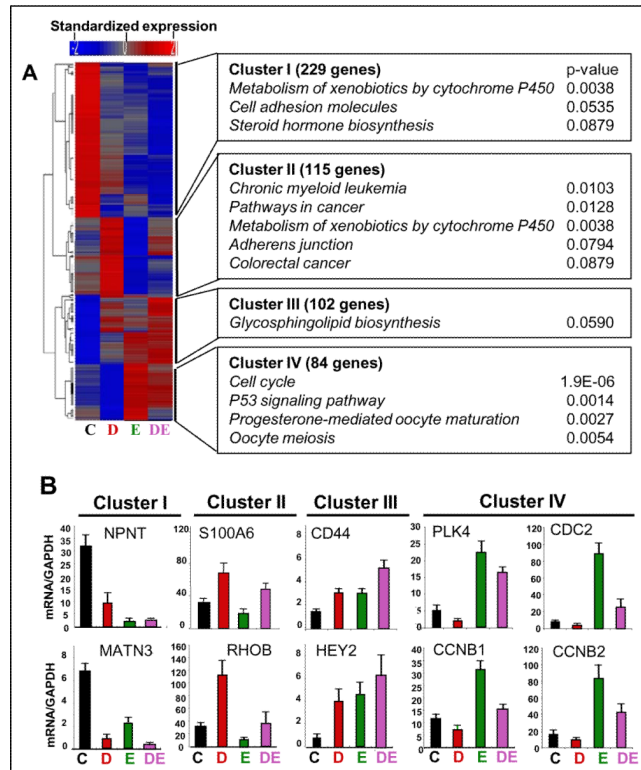 Standardized expression
A
Cluster I (229 genes) p-value
Metabolism of xenobiotics by cytochrome P450 0.0038
Cell adhesion molecules 0.0535
Steroid hormone biosynthesis 0.0879
Cluster II (115 genes)
Chronic myeloid leukemia 0.0103
Pathways in cancer 0.0128
Metabolism of xenobiotics by cytochrome P450 0.0038
Adherens junction 0.0794
Colorectal cancer 0.0879
Cluster III (102 genes)
Glycosphingolipid biosynthesis 0.0590
Cluster IV (84 genes)
Cell cycle 1.9E-06
P53 signaling pathway 0.0014
Progesterone-mediated oocyte maturation 0.0027
Oocyte meiosis 0.0054
C D E DE
B
Cluster I Cluster II Cluster III Cluster IV
mRNA/GAPDH
NPNT
40
35
30
25
20
15
10
5
0
S100A6
120
80
40
0
CD44
8
6
4
2
0
PLK4
35
30
25
20
15
10
5
0
CDC2
120
100
80
60
40
20
0
mRNA/GAPDH
MATN3
8
6
4
2
0
RHOB
160
140
120
100
80
60
40
20
0
HEY2
8
6
4
2
0
CCNB1
35
30
25
20
15
10
5
0
CCNB2
120
100
80
60
40
20
0
C D E DE C D E DE C D E DE C D E DE C D E DE